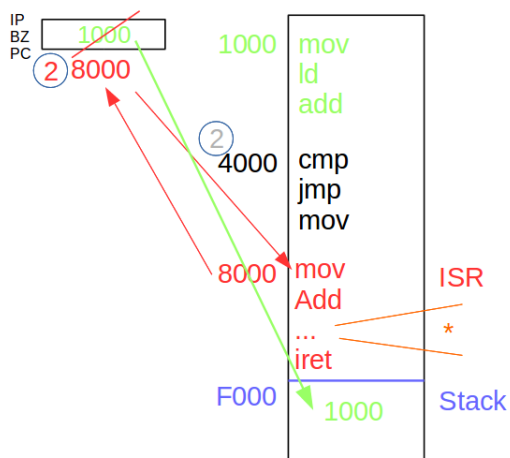 IP
BZ
PC
1000
2 8000
1000 mov
ld
add
2
4000 cmp
jmp
mov
8000 mov
Add
...
iret
ISR
*
F000
1000
Stack